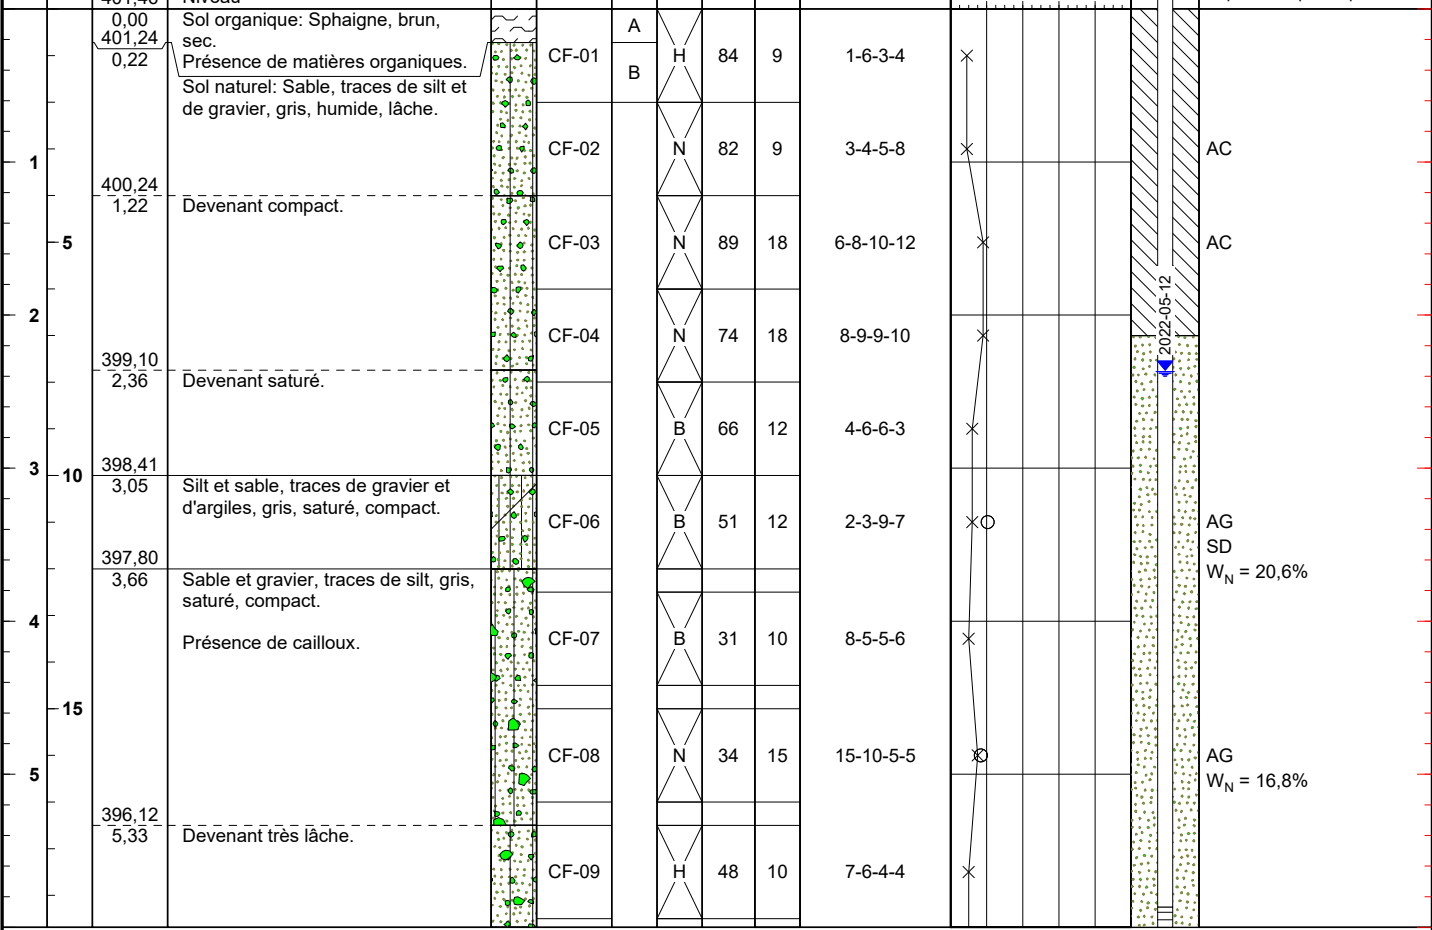 0,00 Sol organique: Sphaigne, brun,
401,24 sec.
0,22 Présence de matières organiques.
Sol naturel: Sable, traces de silt et
de gravier, gris, humide, lâche.
A
B
CF-01 H 84 9 1-6-3-4
CF-02 N 82 9 3-4-5-8 AC
1
400,24
1,22 Devenant compact.
5 CF-03 N 89 18 6-8-10-12 AC
2 CF-04 N 74 18 8-9-9-10
2022-05-12
399,10
2,36 Devenant saturé.
CF-05 B 66 12 4-6-6-3
3
398,41
10
3,05 Silt et sable, traces de gravier et
d'argiles, gris, saturé, compact.
CF-06 B 51 12 2-3-9-7 AG
SD
WN = 20,6%
397,80
3,66 Sable et gravier, traces de silt, gris,
saturé, compact.
4
Présence de cailloux.
CF-07 B 31 10 8-5-5-6
15
CF-08 N 34 15 15-10-5-5 AG
5 WN = 16,8%
396,12
5,33 Devenant très lâche.
CF-09 H 48 10 7-6-4-4